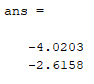 ans =
-4.0203
-2.6158